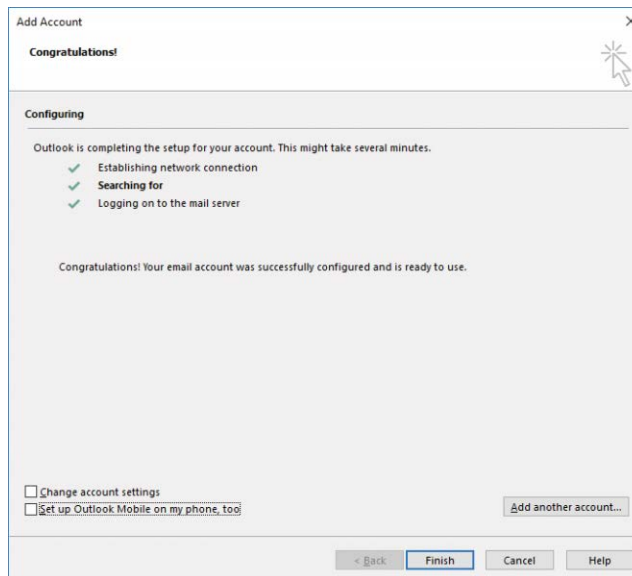 Add Account
Congratulations!
Configuring
Outlook is completing the setup for your account. This might take several minutes.
Establishing network connection
Searching for
Logging on to the mail server
Congratulations! Your email account was successfully configured and is ready to use.
Change account settings
Set up Outlook Mobile on my phone, too
Add another account...
< Back
Finish
Cancel
Help